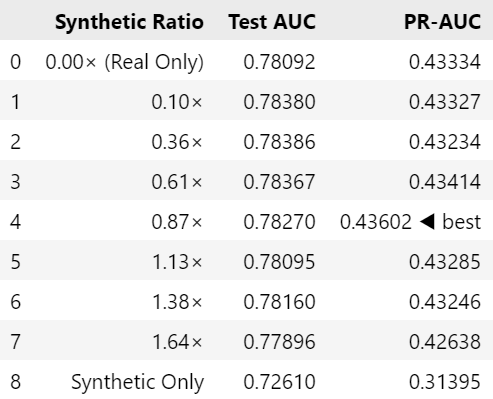 Synthetic Ratio Test AUC PR-AUC
0 0.00× (Real Only) 0.78092 0.43334
1 0.10× 0.78380 0.43327
2 0.36× 0.78386 0.43234
3 0.61× 0.78367 0.43414
4 0.87× 0.78270 0.43602 ◄ best
5 1.13× 0.78095 0.43285
6 1.38× 0.78160 0.43246
7 1.64× 0.77896 0.42638
8 Synthetic Only 0.72610 0.31395